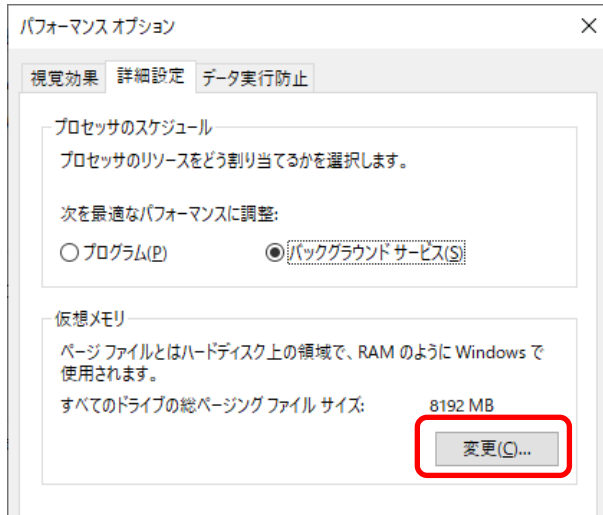 パフォーマンス オプション
視覚効果 詳細設定 データ実行防止
プロセッサのスケジュール
プロセッサのリソースをどう割り当てるかを選択します。
次を最適なパフォーマンスに調整:
プログラム(P) バックグラウンド サービス(S)
仮想メモリ
ページ ファイルとはハードディスク上の領域で、RAM のように Windows で
使用されます。
すべてのドライブの総ページング ファイル サイズ: 8192 MB
変更(C)...